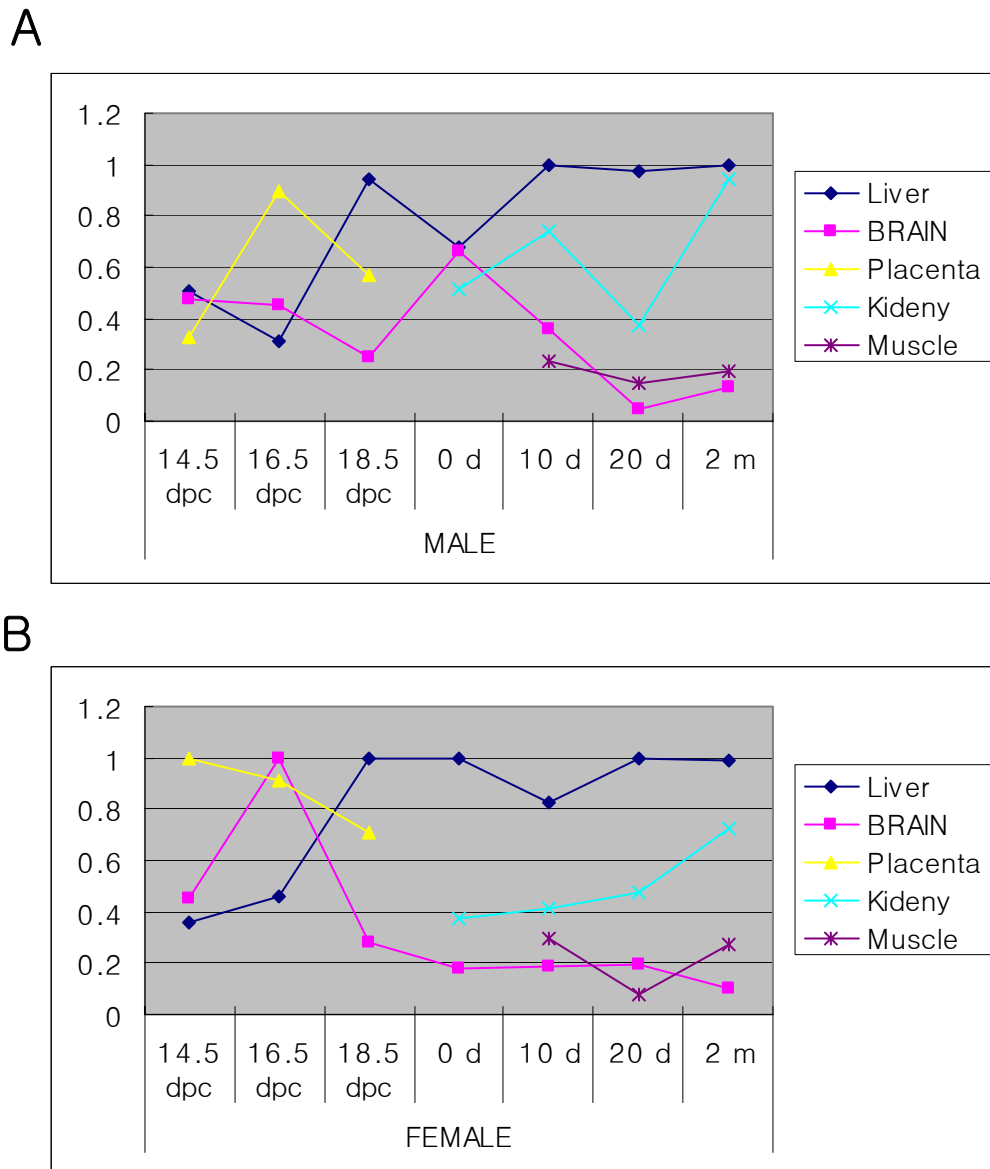 A
1.2
1
0.8
0.6
0.4
0.2
0
14.5 16.5 18.5 0 d 10 d 20 d 2 m
dpc dpc dpc
MALE
Liver
BRAIN
Placenta
Kideny
Muscle
B
1.2
1
0.8
0.6
0.4
0.2
0
14.5 16.5 18.5 0 d 10 d 20 d 2 m
dpc dpc dpc
FEMALE
Liver
BRAIN
Placenta
Kideny
Muscle